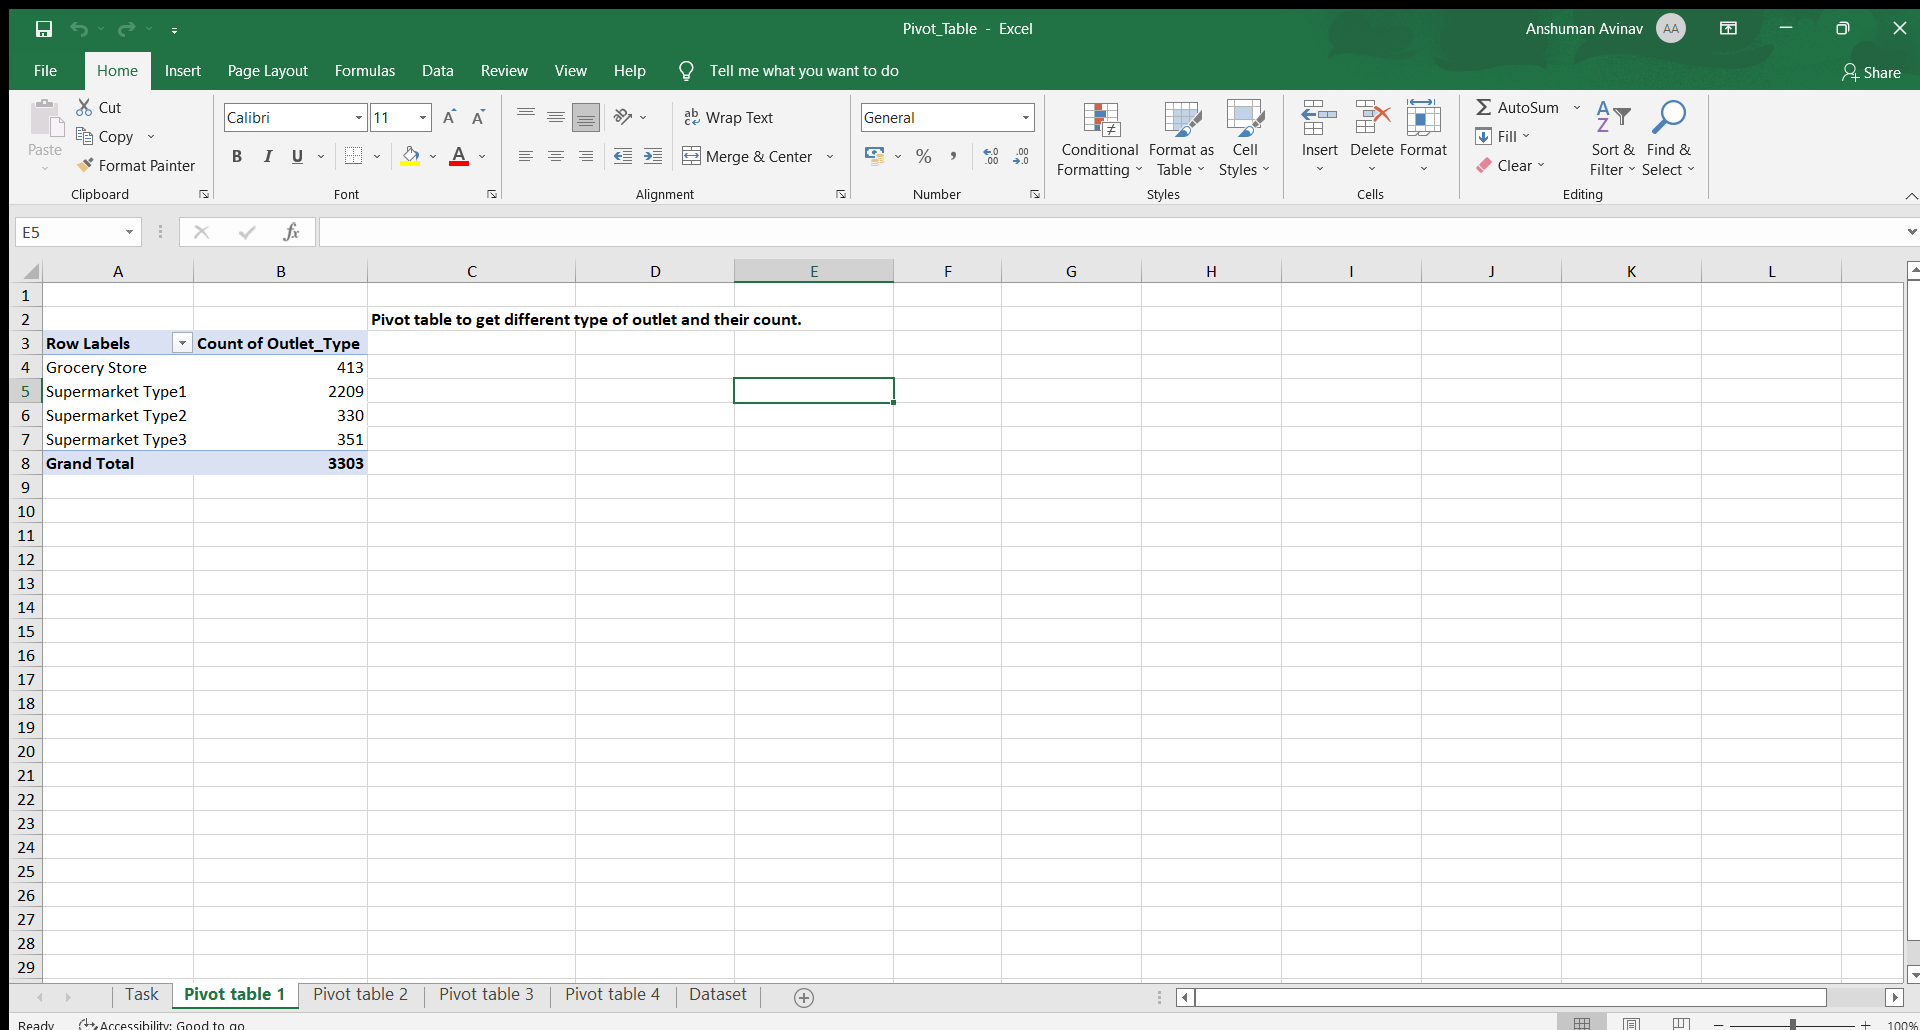 Pivot_Table - Excel
Anshuman Avinav AA
File Home Insert Page Layout Formulas Data Review View Help Tell me what you want to do Share
Paste Cut
Copy
Format Painter
Clipboard
Calibri 11 A A
B I U A
Font
ab Wrap Text
Merge & Center
Alignment
General
% , .00 .00
Number
Conditional Formatting
Format as Table
Cell Styles
Styles
Insert Delete Format
Cells
AutoSum
Fill
Clear
Sort & Filter
Find & Select
Editing
E5 fx
A B C D E F G H I J K L
1
2 Pivot table to get different type of outlet and their count.
3 Row Labels Count of Outlet_Type
4 Grocery Store 413
5 Supermarket Type1 2209
6 Supermarket Type2 330
7 Supermarket Type3 351
8 Grand Total 3303
9
10
11
12
13
14
15
16
17
18
19
20
21
22
23
24
25
26
27
28
29
Task Pivot table 1 Pivot table 2 Pivot table 3 Pivot table 4 Dataset
Ready Accessibility: Good to go 100%